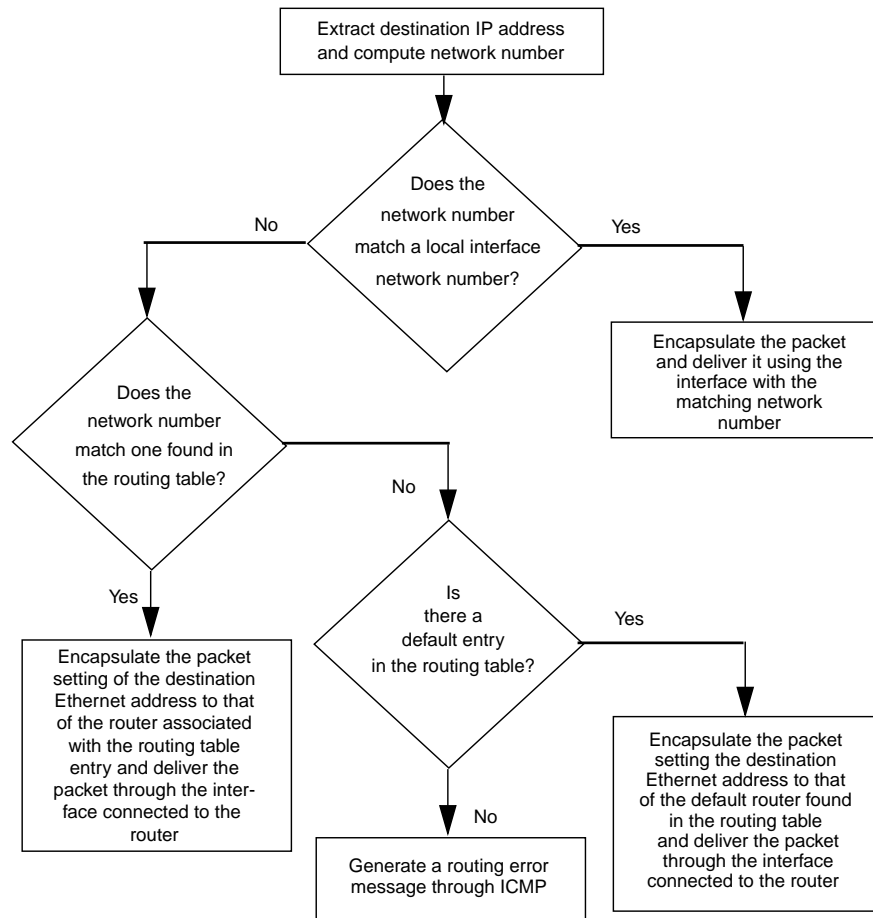 Extract destination IP address
and compute network number
Does the
network number
match a local interface
network number?
No
Yes
Encapsulate the packet
and deliver it using the
interface with the
matching network
number
Does the
network number
match one found in
the routing table?
No
Yes
Is
there a
default entry
in the routing table?
Yes
No
Encapsulate the packet
setting of the destination
Ethernet address to that
of the router associated
with the routing table
entry and deliver the
packet through the inter-
face connected to the
router
Encapsulate the packet
setting the destination
Ethernet address to that
of the default router found
in the routing table
and deliver the packet
through the interface
connected to the router
Generate a routing error
message through ICMP